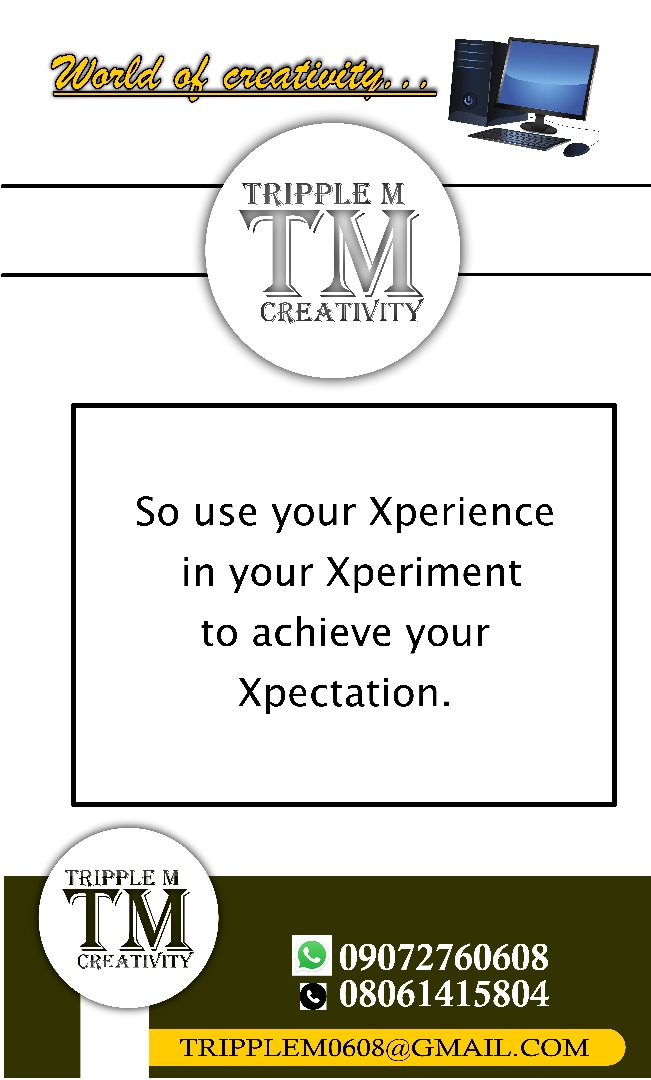 World of creativity...
TRIPPLE M
TM
CREATIVITY
So use your Xperience
in your Xperiment
to achieve your
Xpectation.
TRIPPLE M
TM
CREATIVITY
09072760608
08061415804
TRIPPLEM0608@GMAIL.COM